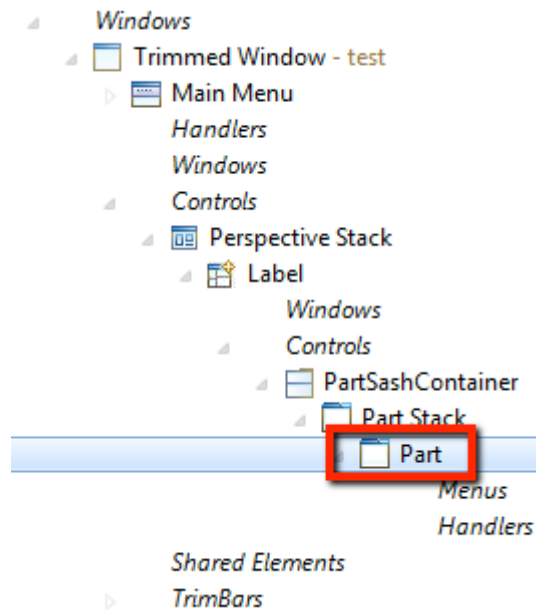 Windows
Trimmed Window - test
Main Menu
Handlers
Windows
Controls
Perspective Stack
Label
Windows
Controls
PartSashContainer
Part Stack
Part
Menus
Handlers
Shared Elements
TrimBars